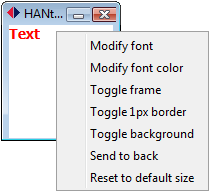 HANt...
Text
Modify font
Modify font color
Toggle frame
Toggle 1px border
Toggle background
Send to back
Reset to default size